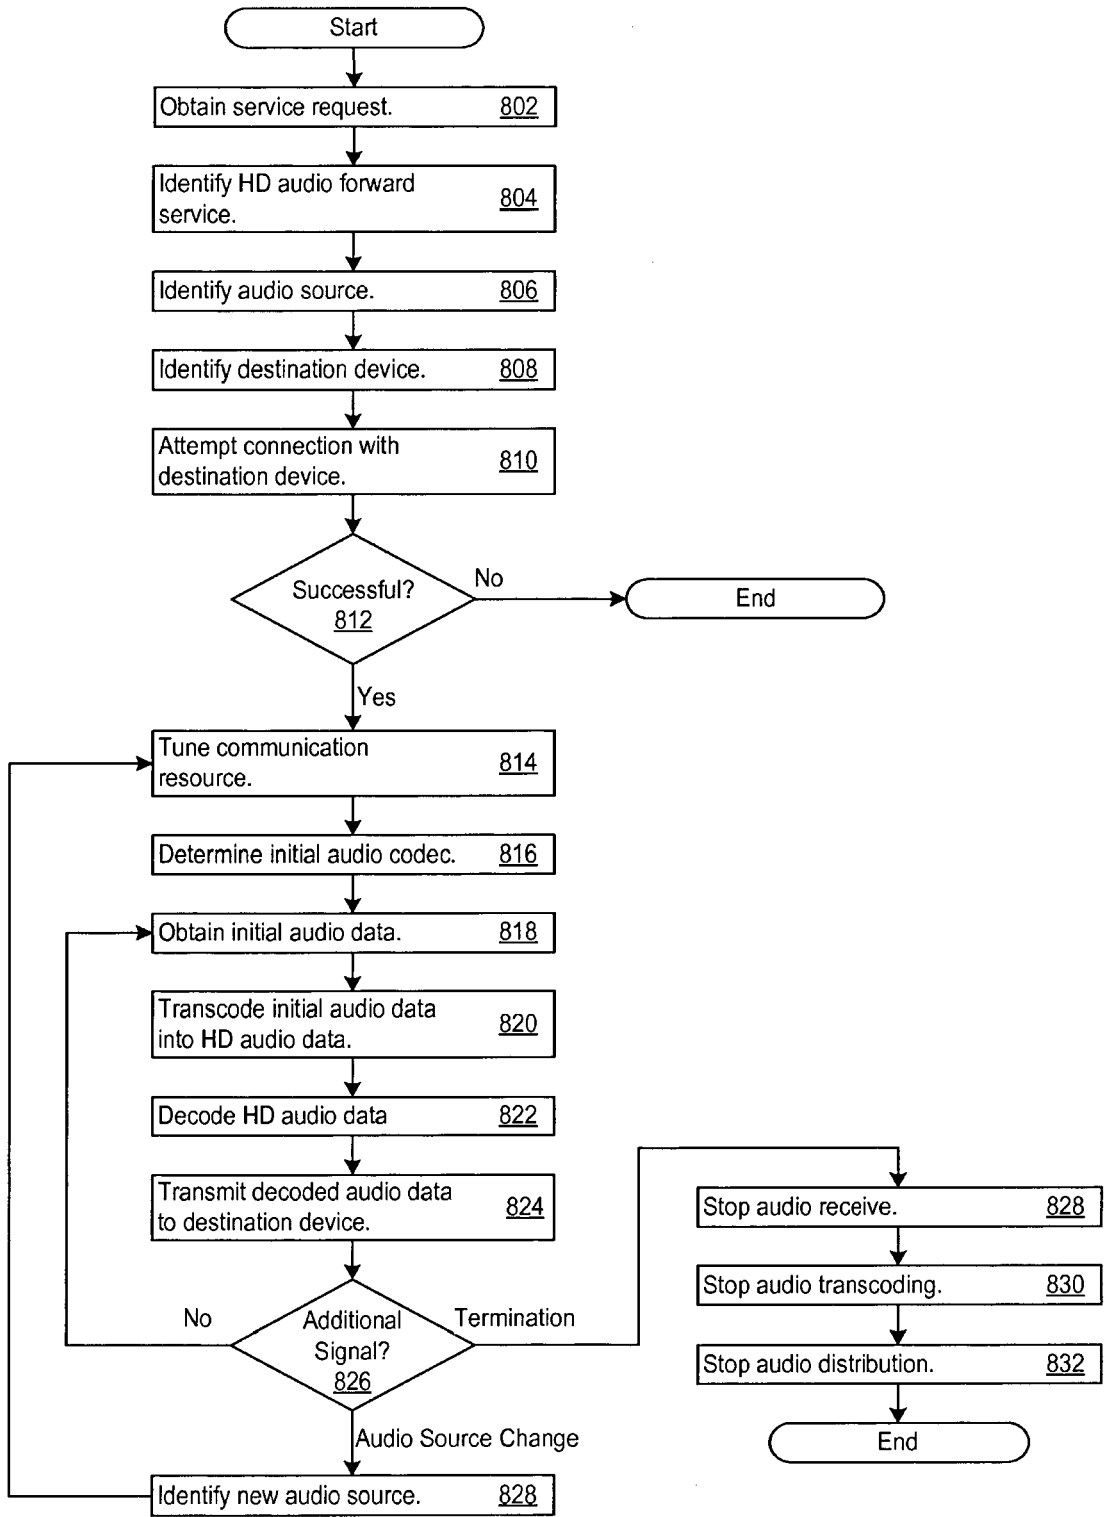 Start
Obtain service request. 802
Identify HD audio forward 804
service.
Identify audio source. 806
Identify destination device. 808
Attempt connection with 810
destination device.
Successful? No End
812
Yes
Tune communication 814
resource.
Determine initial audio codec. 816
Obtain initial audio data. 818
Transcode initial audio data 820
into HD audio data.
Decode HD audio data 822
Transmit decoded audio data 824
to destination device.
No Additional Termination
Signal?
826
Audio Source Change
Identify new audio source. 828
Stop audio receive. 828
Stop audio transcoding. 830
Stop audio distribution. 832
End